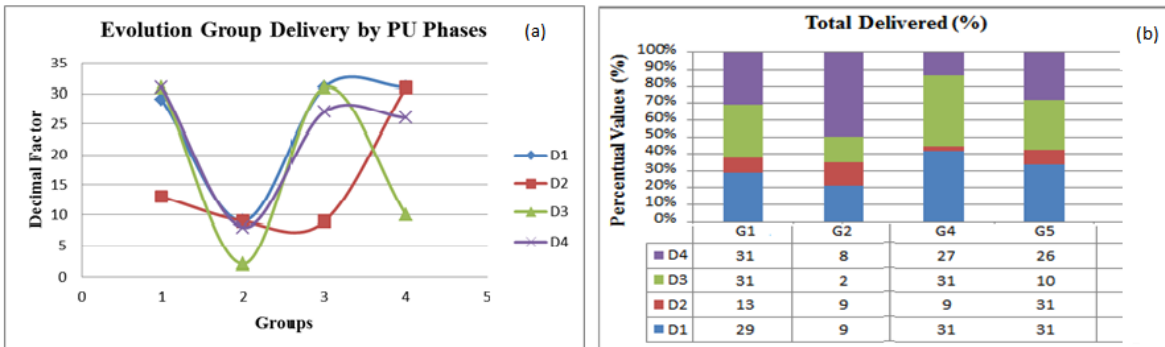 Evolution Group Delivery by PU Phases
(a)
Decimal Factor
35
30
25
20
15
10
5
0
0 1 2 3 4 5
Groups
D1
D2
D3
D4
Total Delivered (%)
(b)
Percentual Values (%)
100%
90%
80%
70%
60%
50%
40%
30%
20%
10%
0%
G1 G2 G4 G5
D4 31 8 27 26
D3 31 2 31 10
D2 13 9 9 31
D1 29 9 31 31